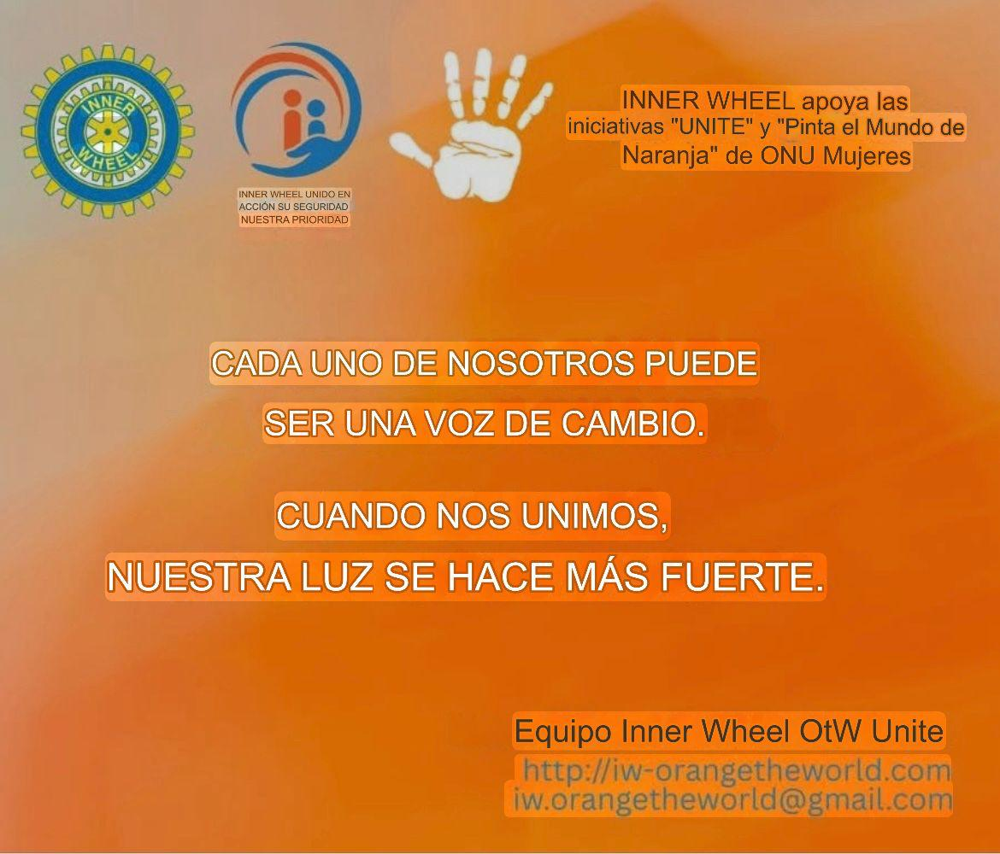 INNER
WHEEL
INNER WHEEL UNIDO EN
ACCIÓN SU SEGURIDAD
NUESTRA PRIORIDAD
INNER WHEEL apoya las
iniciativas "UNITE" y "Pinta el Mundo de
Naranja" de ONU Mujeres
CADA UNO DE NOSOTROS PUEDE
SER UNA VOZ DE CAMBIO.
CUANDO NOS UNIMOS,
NUESTRA LUZ SE HACE MÁS FUERTE.
Equipo Inner Wheel OtW Unite
http://iw-orangetheworld.com
iw.orangetheworld@gmail.com